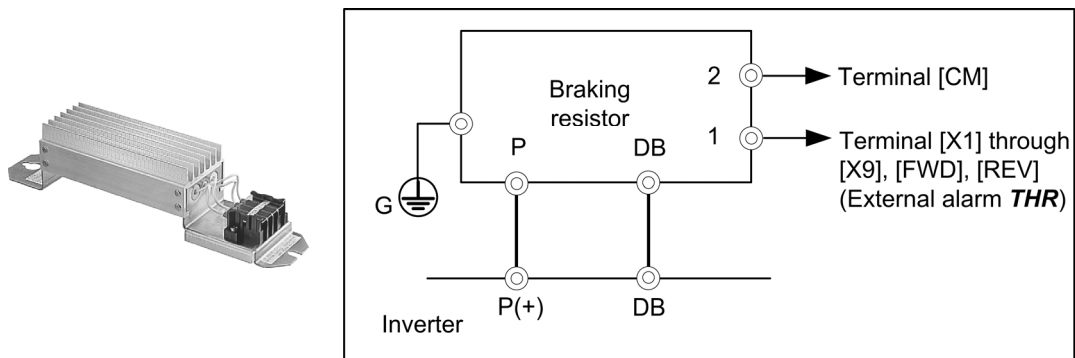 Braking
resistor
2
Terminal [CM]
1
Terminal [X1] through
[X9], [FWD], [REV]
(External alarm THR)
P
DB
G
P(+)
DB
Inverter